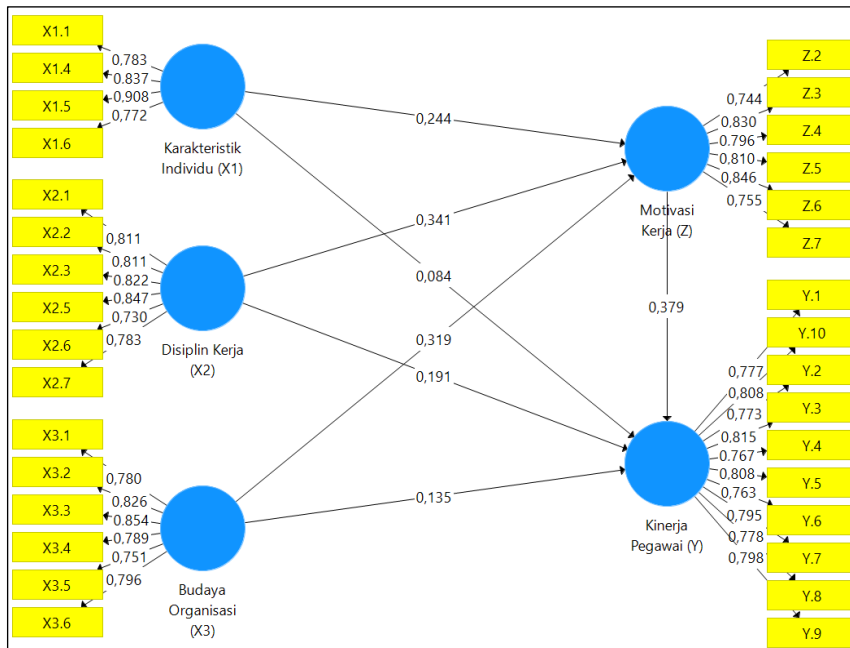 X1.1
X1.4
X1.5
X1.6
0,783
0.837
0.908
0,772
Karakteristik
Individu (X1)
X2.1
X2.2
X2.3
X2.5
X2.6
X2.7
0,811
0.811
0.822
0.847
0,730
0,783
Disiplin Kerja
(X2)
X3.1
X3.2
X3.3
X3.4
X3.5
X3.6
0,780
0,826
0.854
0.789
0,751
0,796
Budaya
Organisasi
(X3)
0,244
0,341
0,084
0,319
0,191
0,135
0,379
Motivasi
Kerja (Z)
0,744
0,830
0.796
0,810
0,846
0,755
Z.2
Z.3
Z.4
Z.5
Z.6
Z.7
Kinerja
Pegawai (Y)
0,777
0,808
0,773
0,815
0.767
0,808
0,763
0,795
0,778
0,798
Y.1
Y.10
Y.2
Y.3
Y.4
Y.5
Y.6
Y.7
Y.8
Y.9